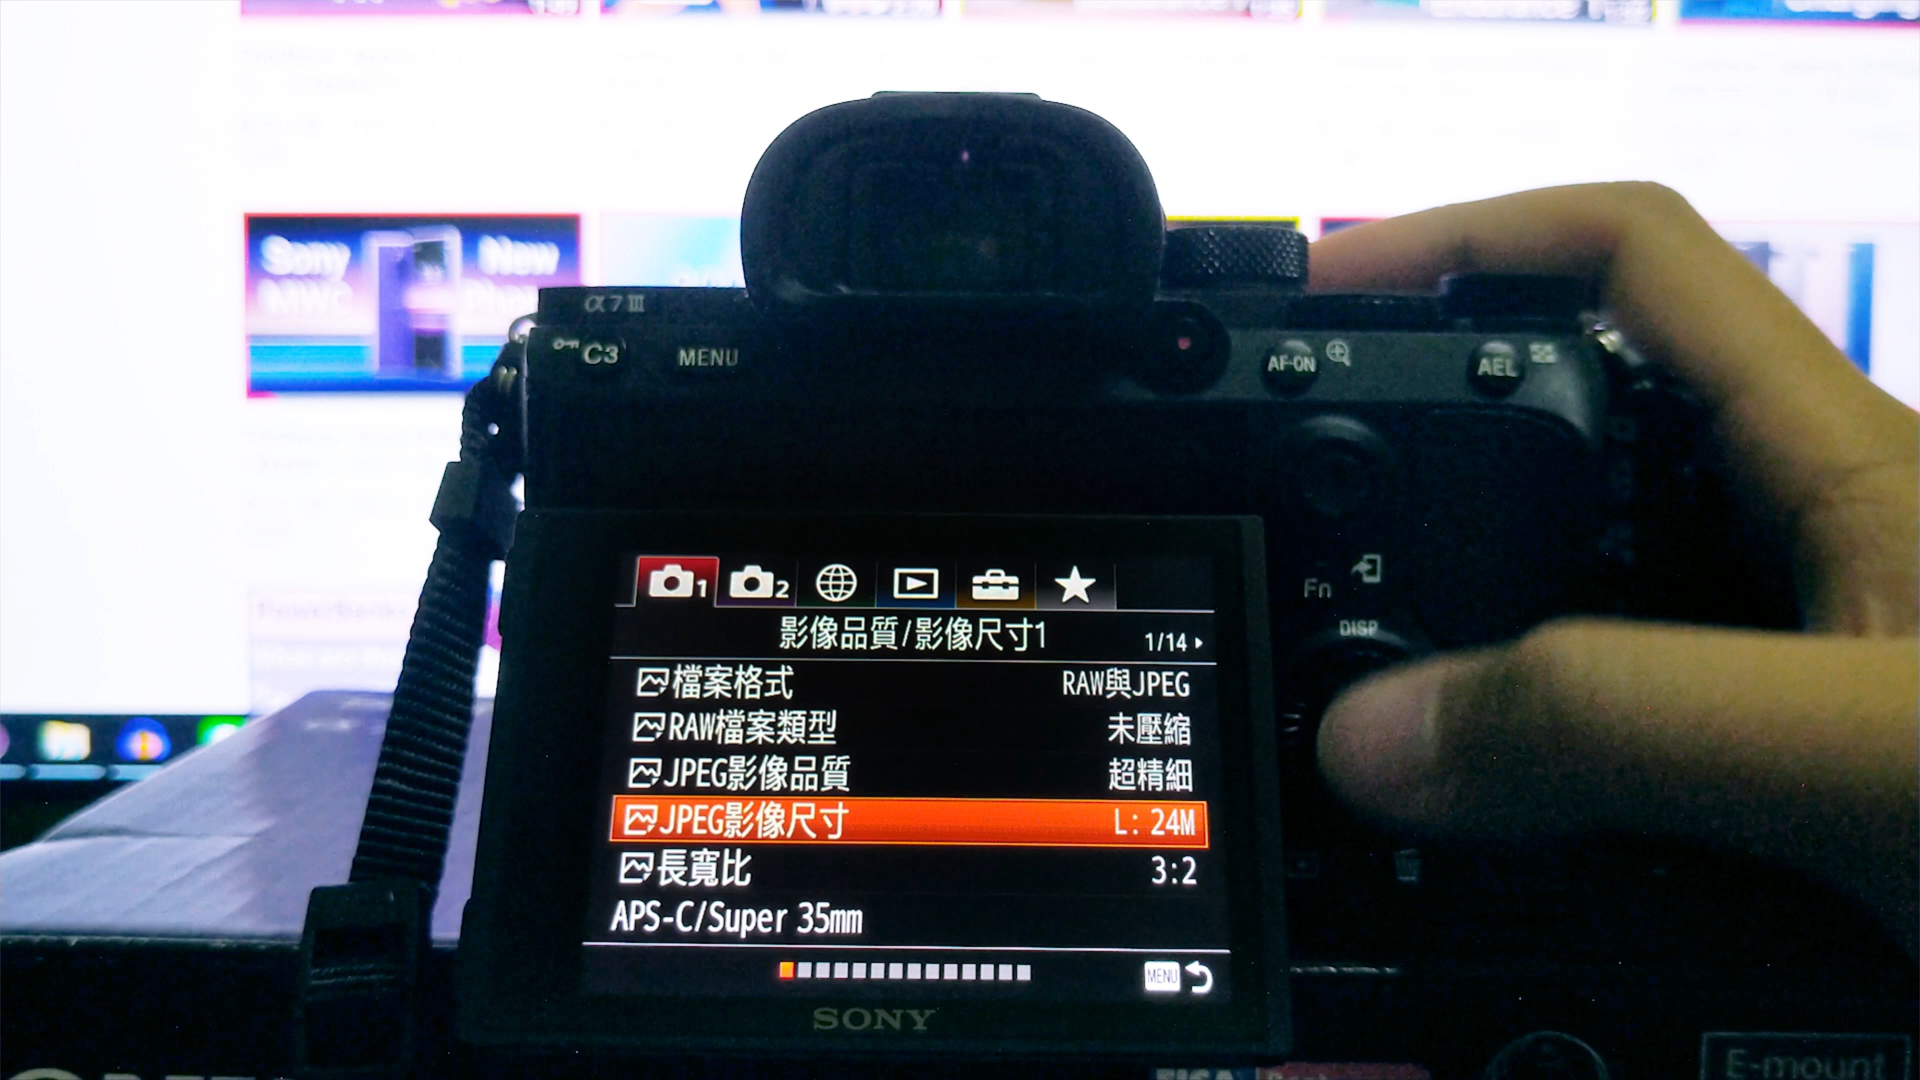 Sony
New
MWC
α7III
C3
MENU
AF-ON
AEL
Fn
DISP
1
2
影像品質/影像尺寸1
1/14
檔案格式 RAW與JPEG
RAW檔案類型 未壓縮
JPEG影像品質 超精細
JPEG影像尺寸 L: 24M
長寬比 3:2
APS-C/Super 35mm
MENU
SONY
E-mount